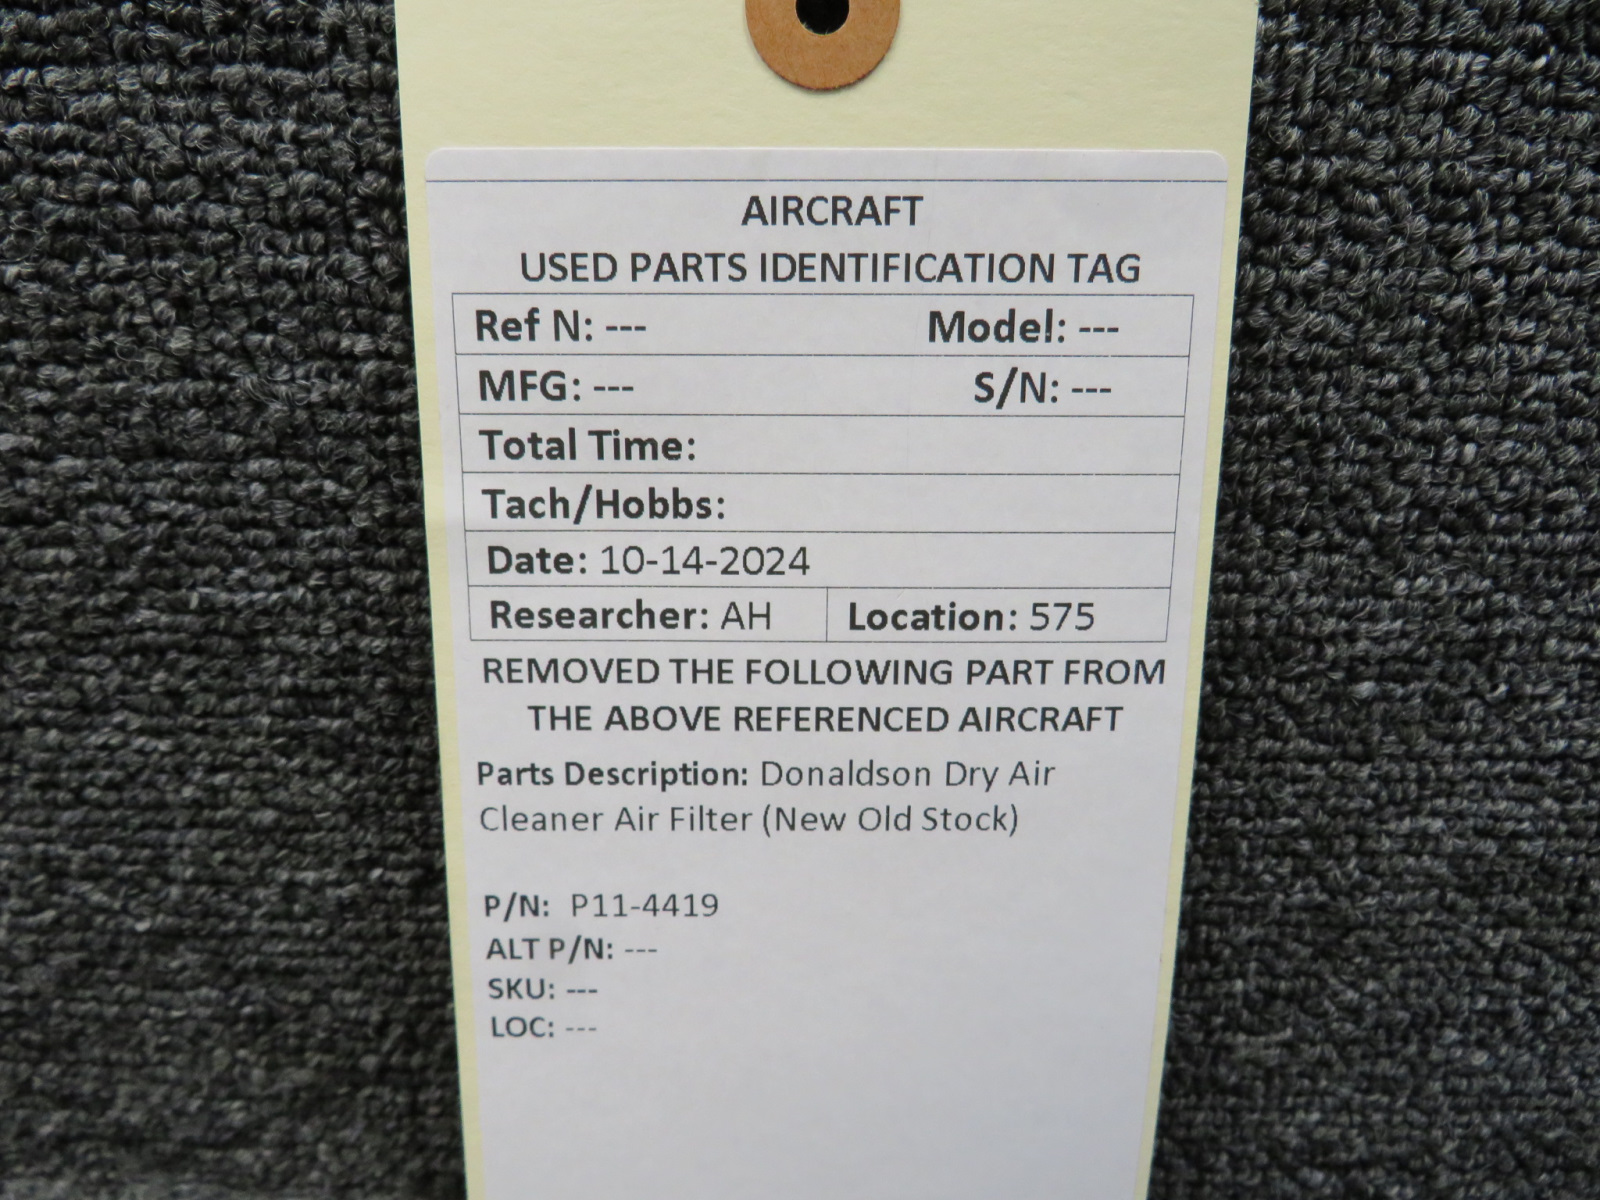 AIRCRAFT
USED PARTS IDENTIFICATION TAG
Ref N: --- Model: ---
MFG: --- S/N: ---
Total Time:
Tach/Hobbs:
Date: 10-14-2024
Researcher: AH Location: 575
REMOVED THE FOLLOWING PART FROM
THE ABOVE REFERENCED AIRCRAFT
Parts Description: Donaldson Dry Air
Cleaner Air Filter (New Old Stock)
P/N: P11-4419
ALT P/N: ---
SKU: ---
LOC: ---